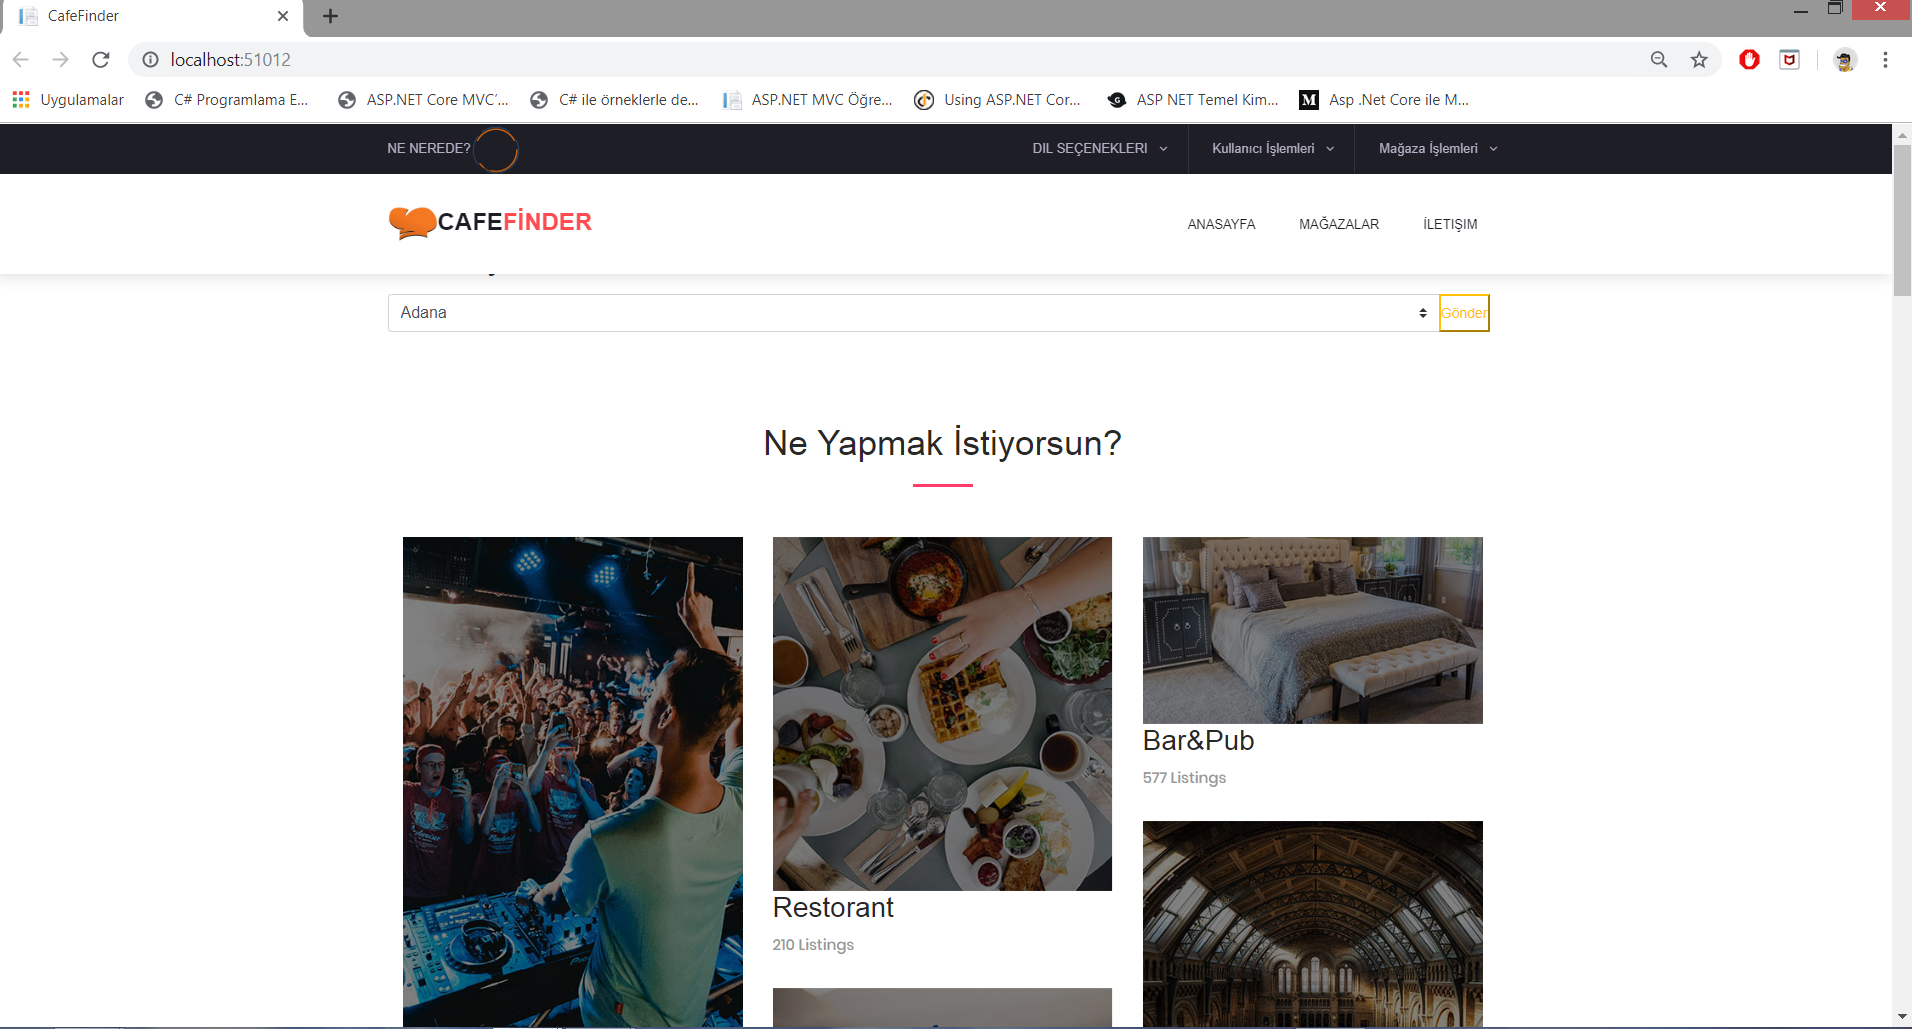 CafeFinder
localhost:51012
Uygulamalar
C# Programlama E...
ASP.NET Core MVC'...
C# ile örneklerle de...
ASP.NET MVC Öğre...
Using ASP.NET Cor...
ASP NET Temel Kim...
Asp .Net Core ile M...
NE NEREDE?
DIL SEÇENEKLERI
Kullanıcı İşlemleri
Mağaza İşlemleri
CAFEFİNDER
ANASAYFA
MAĞAZALAR
İLETIŞIM
Adana
Gönder
Ne Yapmak İstiyorsun?
Bar&Pub
577 Listings
Restorant
210 Listings